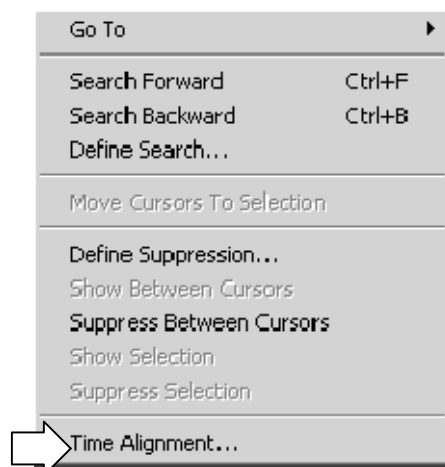 Go To
Search Forward Ctrl+F
Search Backward Ctrl+B
Define Search...
Move Cursors To Selection
Define Suppression...
Show Between Cursors
Suppress Between Cursors
Show Selection
Suppress Selection
Time Alignment...